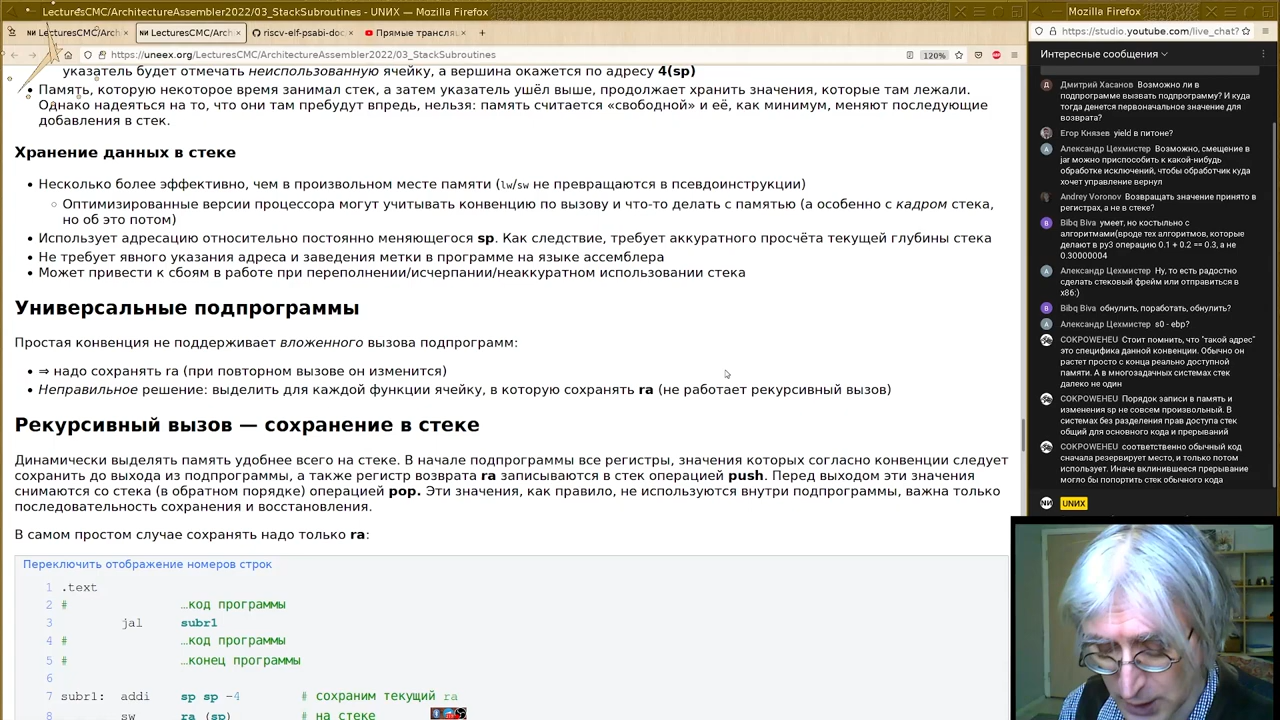 LecturesCMC/ArchitectureAssembler2022/03_StackSubroutines - UNИX — Mozilla Firefox
Mozilla Firefox
LecturesCMC/Arch
LecturesCMC/Arch
riscv-elf-psabi-doc
Прямые трансляц
https://uneex.org/LecturesCMC/ArchitectureAssembler2022/03_StackSubroutines
120%
https://studio.youtube.com/live_chat?
указатель будет отмечать неиспользованную ячейку, а вершина окажется по адресу 4(sp)
Память, которую некоторое время занимал стек, а затем указатель ушёл выше, продолжает хранить значения, которые там лежали.
Однако надеяться на то, что они там пребудут впредь, нельзя: память считается «свободной» и её, как минимум, меняют последующие
добавления в стек.
Хранение данных в стеке
Несколько более эффективно, чем в произвольном месте памяти (lw/sw не превращаются в псевдоинструкции)
Оптимизированные версии процессора могут учитывать конвенцию по вызову и что-то делать с памятью (а особенно с кадром стека,
но об это потом)
Использует адресацию относительно постоянно меняющегося sp. Как следствие, требует аккуратного просчёта текущей глубины стека
Не требует явного указания адреса и заведения метки в программе на языке ассемблера
Может привести к сбоям в работе при переполнении/исчерпании/неаккуратном использовании стека
Универсальные подпрограммы
Простая конвенция не поддерживает вложенного вызова подпрограмм:
⇒ надо сохранять ra (при повторном вызове он изменится)
Неправильное решение: выделить для каждой функции ячейку, в которую сохранять ra (не работает рекурсивный вызов)
Рекурсивный вызов — сохранение в стеке
Динамически выделять память удобнее всего на стеке. В начале подпрограммы все регистры, значения которых согласно конвенции следует
сохранить до выхода из подпрограммы, а также регистр возврата ra записываются в стек операцией push. Перед выходом эти значения
снимаются со стека (в обратном порядке) операцией pop. Эти значения, как правило, не используются внутри подпрограммы, важна только
последовательность сохранения и восстановления.
В самом простом случае сохранять надо только ra:
Переключить отображение номеров строк
1 .text
2 # …код программы
3 jal subr1
4 # …код программы
5 # …конец программы
6
7 subr1: addi sp sp -4 # сохраним текущий ra
8 sw ra (sp) # на стеке
Интересные сообщения
Дмитрий Хасанов Возможно ли в
подпрограмме вызвать подпрограмму? И куда
тогда денется первоначальное значение для
возврата?
Егор Князев yield в питоне?
Александр Цехмистер Возможно, смещение в
jar можно приспособить к какой-нибудь
обработке исключений, чтобы обработчик куда
хочет управление вернул
Andrey Voronov Возвращать значение принято в
регистрах, а не в стеке?
Bibq Biva умеет, но костыльно с
алгоритмами(вроде тех алгоритмов, которые
делают в py3 операцию 0.1 + 0.2 == 0.3, а не
0.30000004
Александр Цехмистер Ну, то есть радостно
сделать стековый фрейм или отправиться в
x86:)
Bibq Biva обнулить, поработать, обнулить?
Александр Цехмистер s0 - ebp?
COKPOWEHEU Стоит помнить, что "такой адрес"
это специфика данной конвенции. Обычно он
растет просто с конца реально доступной
памяти. А в многозадачных системах стек
далеко не один
COKPOWEHEU Порядок записи в память и
изменения sp не совсем произвольный. В
системах без разделения прав доступа стек
общий для основного кода и прерываний
COKPOWEHEU соответственно обычный код
сначала резервирует место, и только потом
использует. Иначе вклинившееся прерывание
могло бы попортить стек обычного кода
UNИX